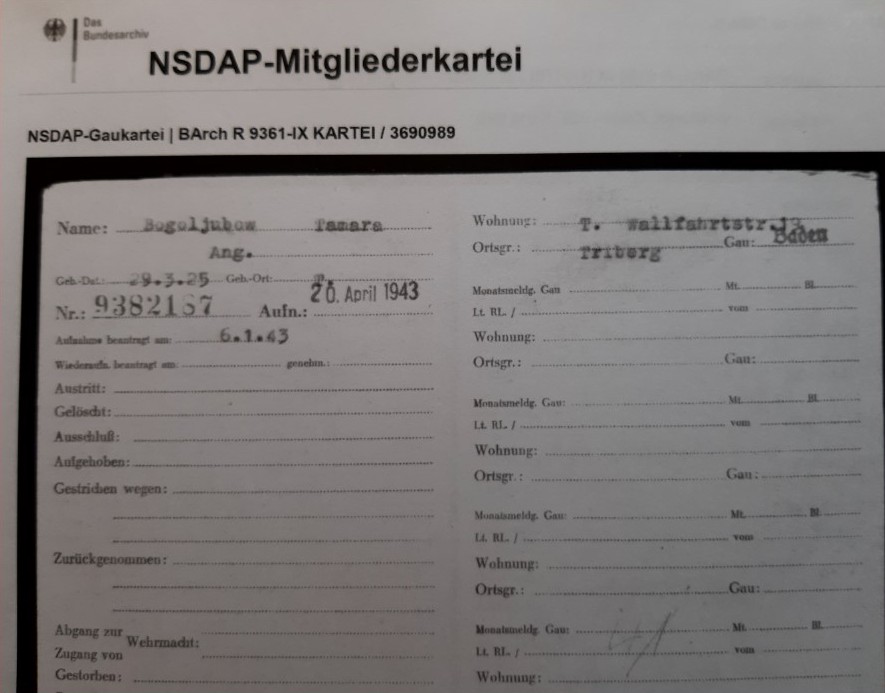 Das
Bundesarchiv
NSDAP-Mitgliederkartei
NSDAP-Gaukartei | BArch R 9361-IX KARTEI / 3690989
Name: Bogoljubow Tamara
Ang.
Geb.-Dat.: 29.3.25 Geb.-Ort: T.
Nr.: 9382187 Aufn.: 20. April 1943
Aufnahme beantragt am: 6.1.43
Wiederaufn. beantragt am: genehm.:
Austritt:
Gelöscht:
Ausschluß:
Aufgehoben:
Gestrichen wegen:
Zurückgenommen:
Abgang zur
Wehrmacht:
Zugang von
Gestorben:
Wohnung: T. Wallfahrtstr.
Ortsgr.: Triberg Gau: Baden
Monatsmeldg. Gau Mt. Bl.
Lt. RL. / vom
Wohnung:
Ortsgr.: Gau:
Monatsmeldg. Gau: Mt. Bl.
Lt. RL. / vom
Wohnung:
Ortsgr.: Gau:
Monatsmeldg. Gau: Mt. Bl.
Lt. RL. / vom
Wohnung:
Ortsgr.: Gau:
Monatsmeldg. Gau: Mt. Bl.
Lt. RL. / vom
Wohnung: